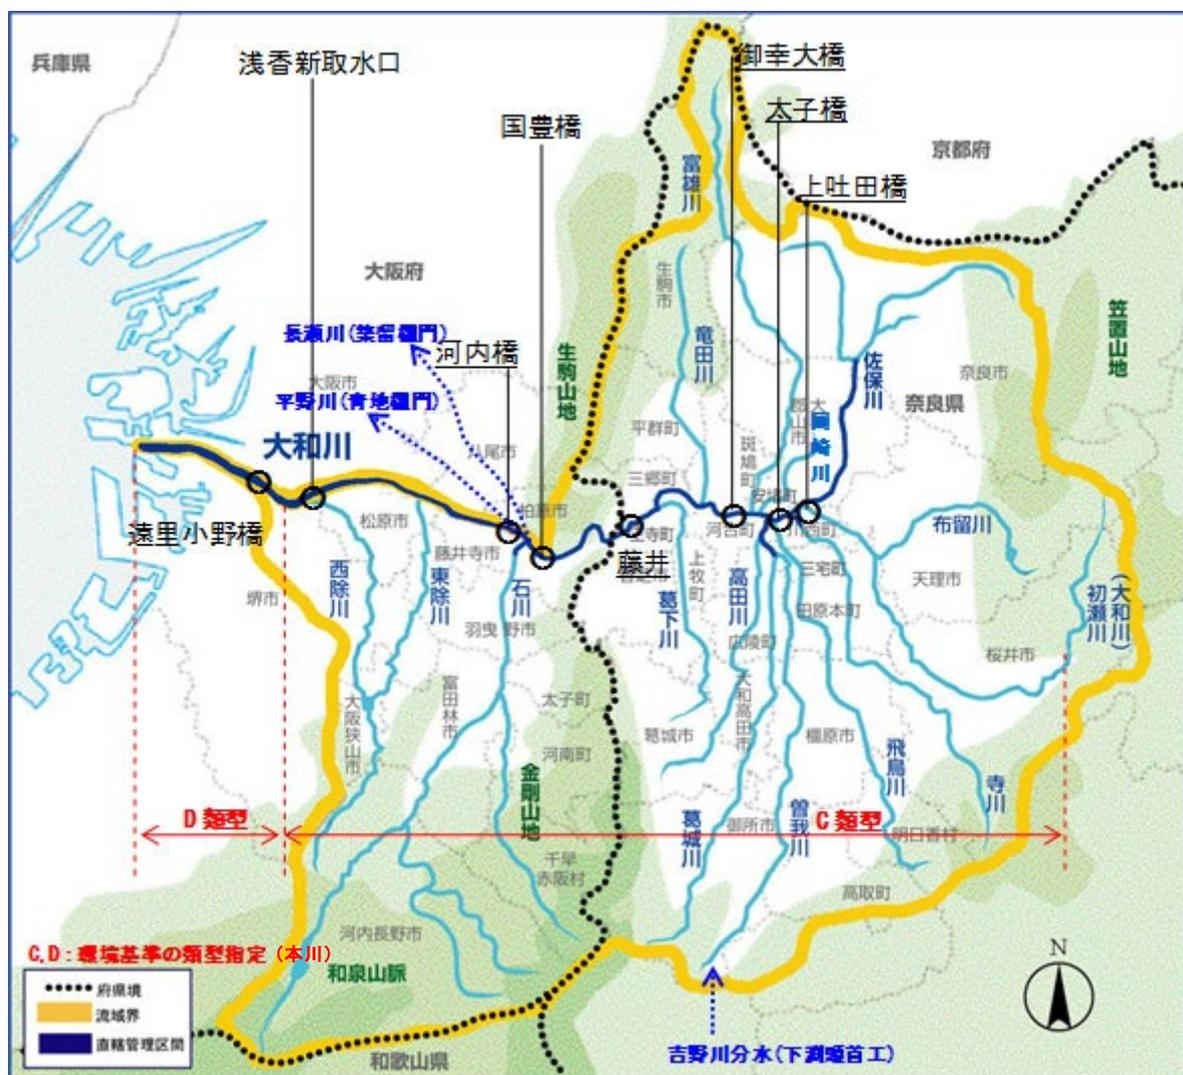 兵庫県
浅香新取水口
国豊橋
御幸大橋
太子橋
上吐田橋
京都府
大阪府
富雄川
生駒市
長瀬川(築留樋門)
河内橋
大阪市
平野川(青地樋門)
生駒山地
竜田川
笠置山地
佐保川
奈良市
奈良県
大和川
八尾市
平群町
斑鳩町
大和郡山市
岡崎川
三郷町
安堵町
柏原市
遠里小野橋
松原市
藤井寺市
王寺町
河合町
川西町
布留川
藤井
三宅町
天理市
堺市
西除川
東除川
石川
羽曳野市
上牧町
葛下川
高田川
広陵町
田原本町
初瀬川
(大和川)
桜井市
大阪狭山市
富田林市
太子町
河南町
葛城市
大和高田市
橿原市
飛鳥川
寺川
金剛山地
D類型
C類型
葛城川
御所市
曽我川
明日香村
千早
赤阪村
高取町
河内長野市
C,D：環境基準の類型指定（本川）
和泉山脈
N
府県境
流域界
直轄管理区間
和歌山県
吉野川分水(下渕頭首工)